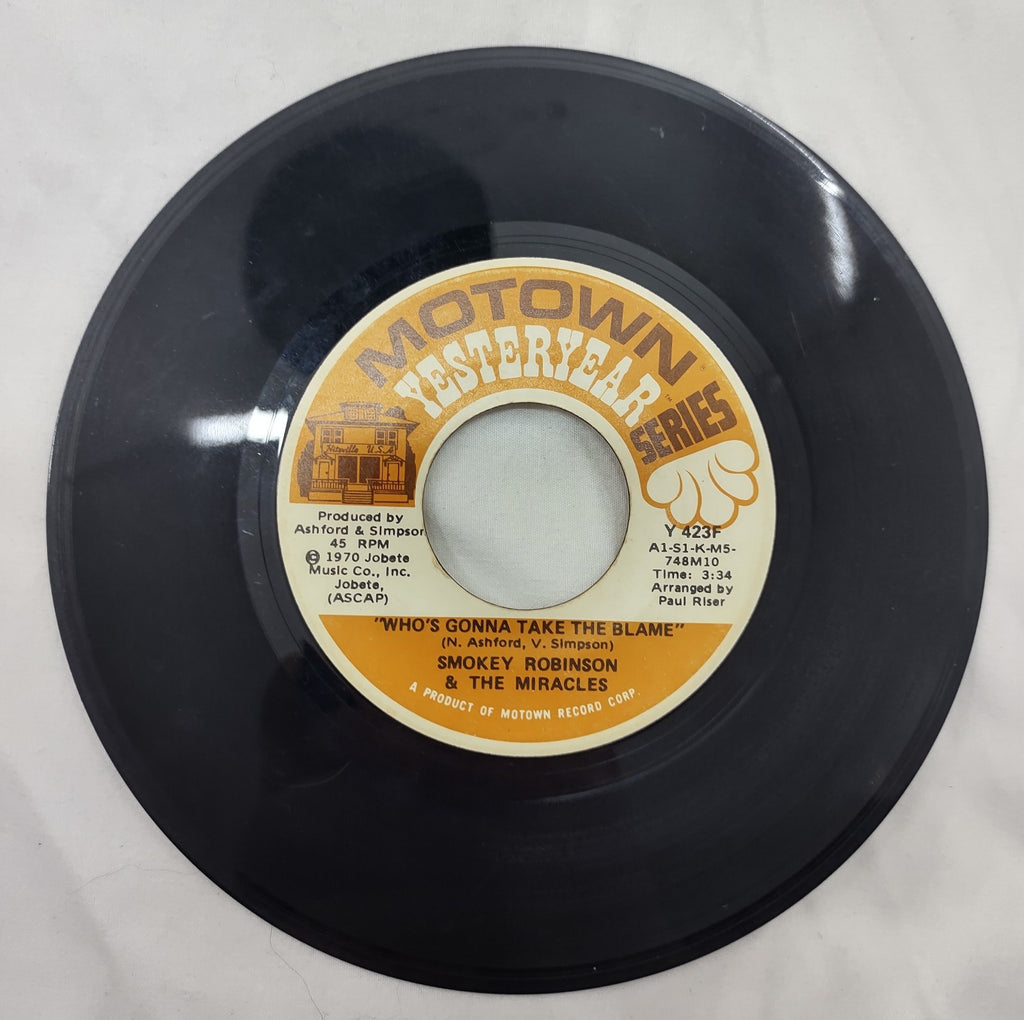 MOTOWN
YESTERYEAR
SERIES™
Hitsville U.S.A.
Produced by
Ashford & Simpson
45 RPM
© 1970 Jobete
Music Co., Inc.
Jobete,
(ASCAP)
Y 423F
A1-S1-K-M5-
748M10
Time: 3:34
Arranged by
Paul Riser
"WHO'S GONNA TAKE THE BLAME"
(N. Ashford, V. Simpson)
SMOKEY ROBINSON
& THE MIRACLES
A PRODUCT OF MOTOWN RECORD CORP.